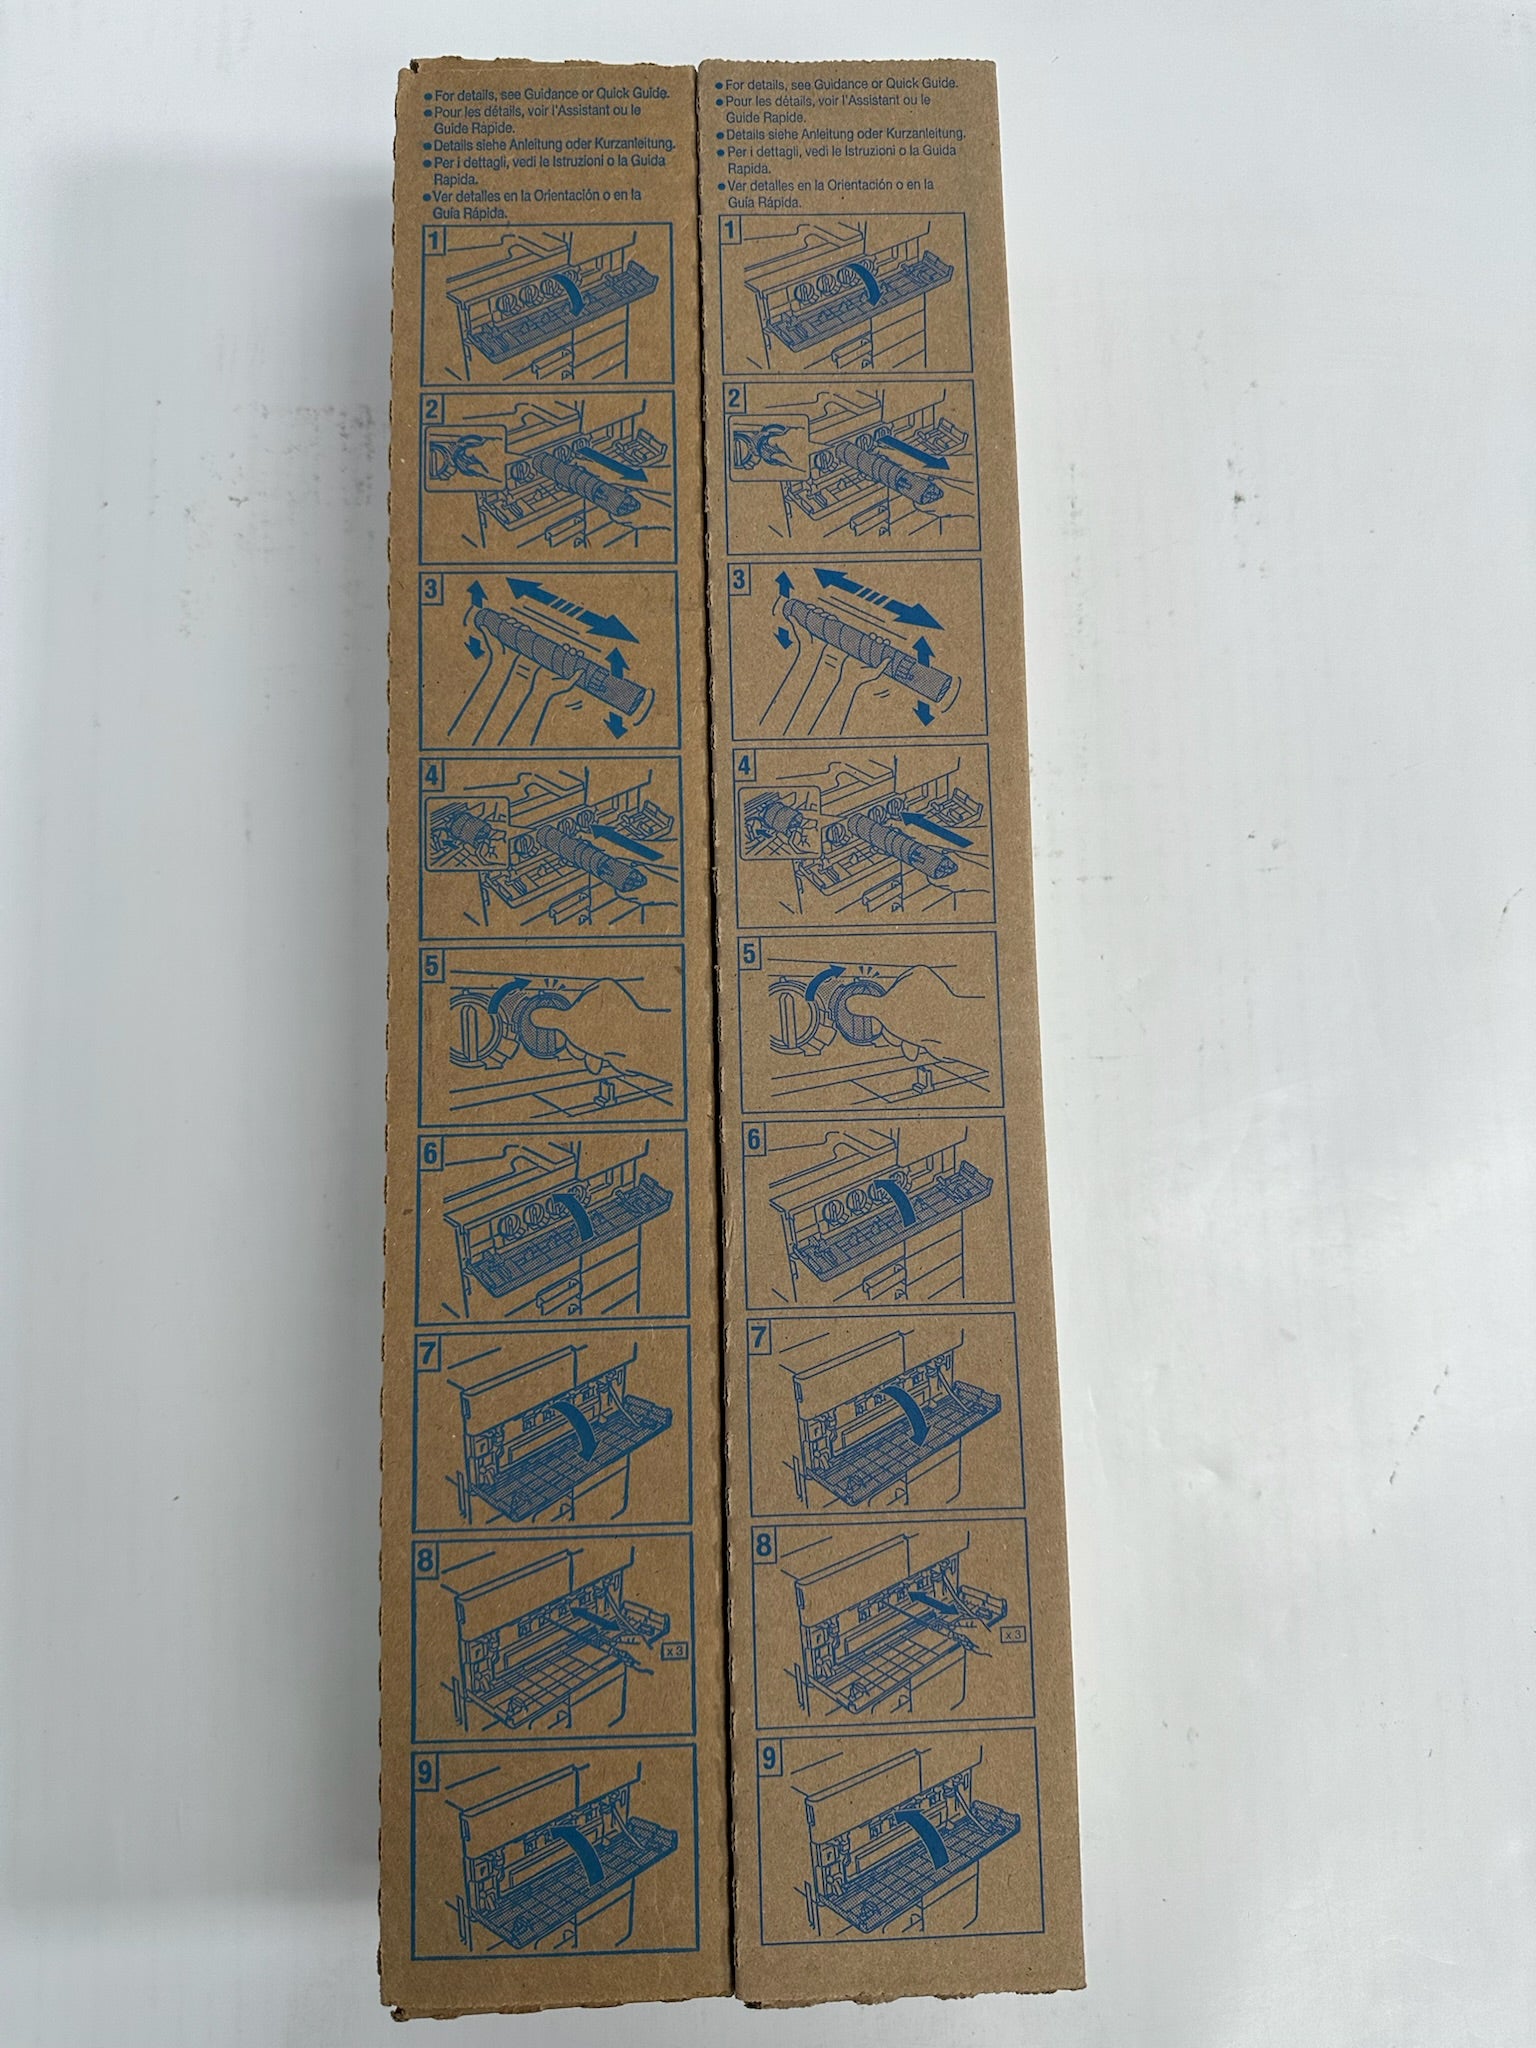 ●For details, see Guidance or Quick Guide.
●Pour les détails, voir l'Assistant ou le
Guide Rapide.
●Details siehe Anleitung oder Kurzanleitung.
●Per i dettagli, vedi le Istruzioni o la Guida
Rapida.
●Ver detalles en la Orientación o en la
Guía Rápida.
1
2
3
4
5
6
7
8
x3
9
●For details, see Guidance or Quick Guide.
●Pour les détails, voir l'Assistant ou le
Guide Rapide.
●Details siehe Anleitung oder Kurzanleitung.
●Per i dettagli, vedi le Istruzioni o la Guida
Rapida.
●Ver detalles en la Orientación o en la
Guía Rápida.
1
2
3
4
5
6
7
8
x3
9